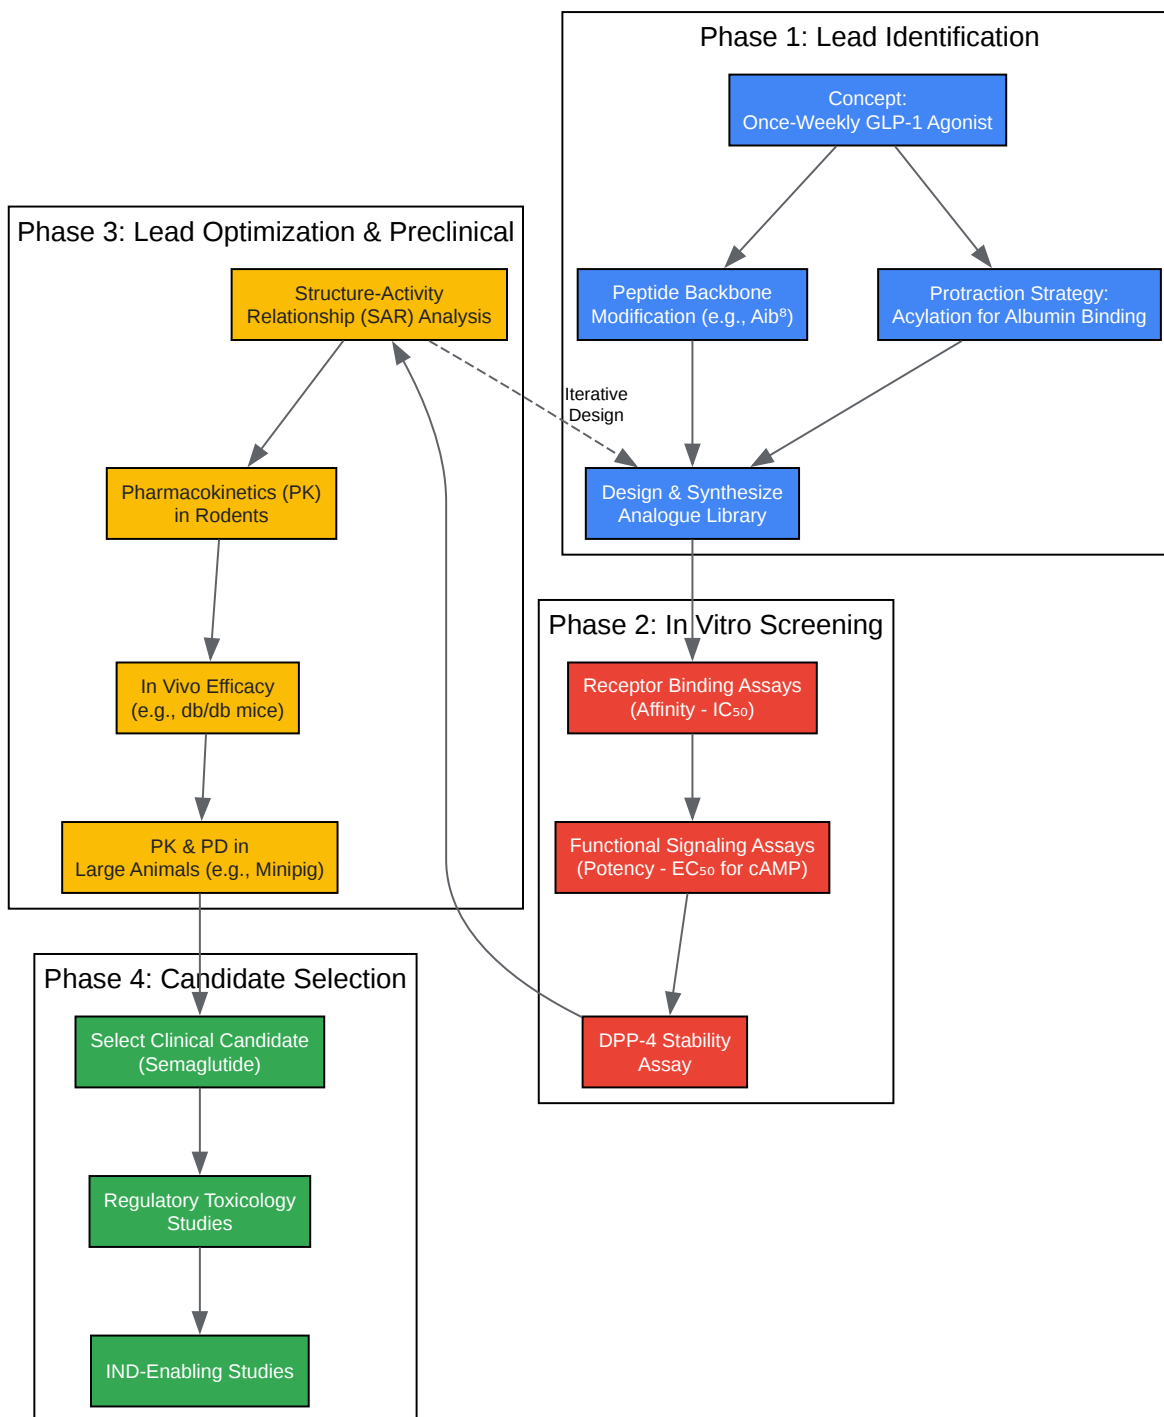 Phase 1: Lead Identification
Concept:
Once-Weekly GLP-1 Agonist
Peptide Backbone
Modification (e.g., Aib⁸)
Protraction Strategy:
Acylation for Albumin Binding
Iterative
Design
Design & Synthesize
Analogue Library
Phase 2: In Vitro Screening
Receptor Binding Assays
(Affinity - IC₅₀)
Functional Signaling Assays
(Potency - EC₅₀ for cAMP)
DPP-4 Stability
Assay
Phase 3: Lead Optimization & Preclinical
Structure-Activity
Relationship (SAR) Analysis
Pharmacokinetics (PK)
in Rodents
In Vivo Efficacy
(e.g., db/db mice)
PK & PD in
Large Animals (e.g., Minipig)
Phase 4: Candidate Selection
Select Clinical Candidate
(Semaglutide)
Regulatory Toxicology
Studies
IND-Enabling Studies